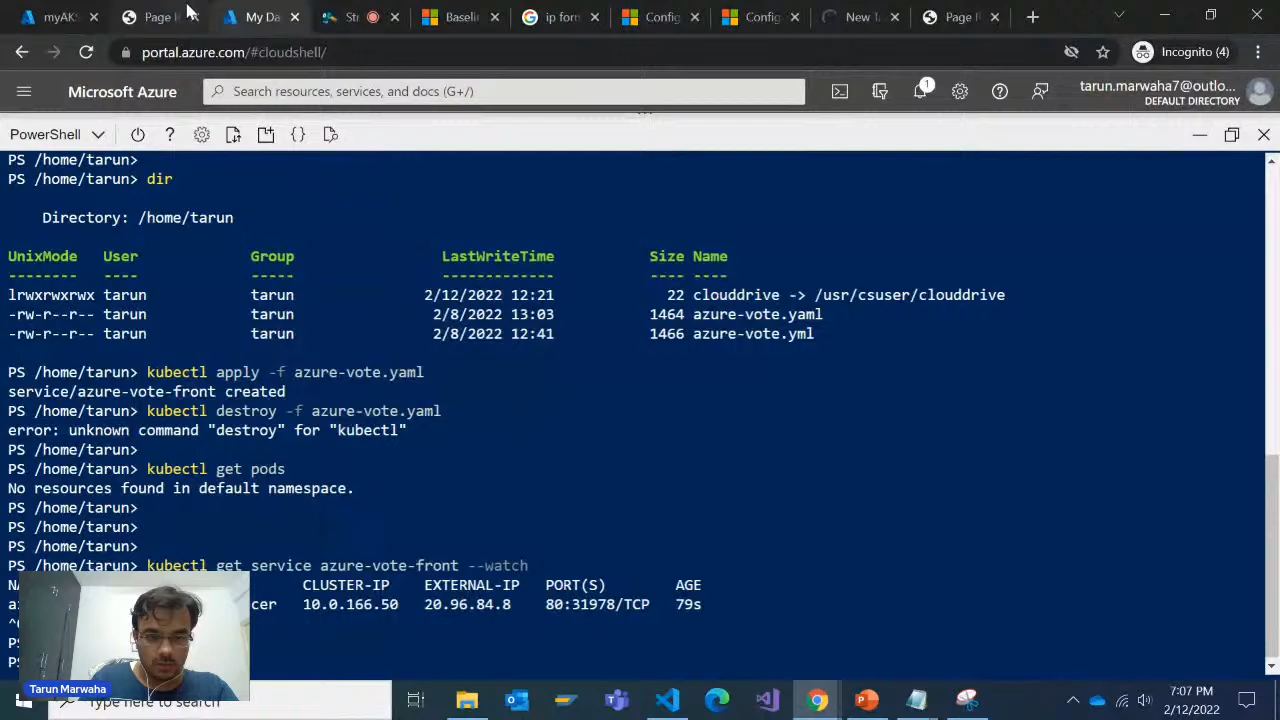 myAK
Page
My Da
Str
Baseli
ip form
Config
Config
New Ta
Page
portal.azure.com/#cloudshell/
Incognito (4)
Microsoft Azure
Search resources, services, and docs (G+/)
1
tarun.marwaha7@outlo...
DEFAULT DIRECTORY
PowerShell
PS /home/tarun>
PS /home/tarun> dir
Directory: /home/tarun
UnixMode User Group LastWriteTime Size Name
-------- ---- ----- ------------- ---- ----
lrwxrwxrwx tarun tarun 2/12/2022 12:21 22 clouddrive -> /usr/csuser/clouddrive
-rw-r--r-- tarun tarun 2/8/2022 13:03 1464 azure-vote.yaml
-rw-r--r-- tarun tarun 2/8/2022 12:41 1466 azure-vote.yml
PS /home/tarun> kubectl apply -f azure-vote.yaml
service/azure-vote-front created
PS /home/tarun> kubectl destroy -f azure-vote.yaml
error: unknown command "destroy" for "kubectl"
PS /home/tarun>
PS /home/tarun> kubectl get pods
No resources found in default namespace.
PS /home/tarun>
PS /home/tarun>
PS /home/tarun>
PS /home/tarun> kubectl get service azure-vote-front --watch
CLUSTER-IP EXTERNAL-IP PORT(S) AGE
cer 10.0.166.50 20.96.84.8 80:31978/TCP 79s
PS
PS
Tarun Marwaha
Type here to search
7:07 PM
2/12/2022